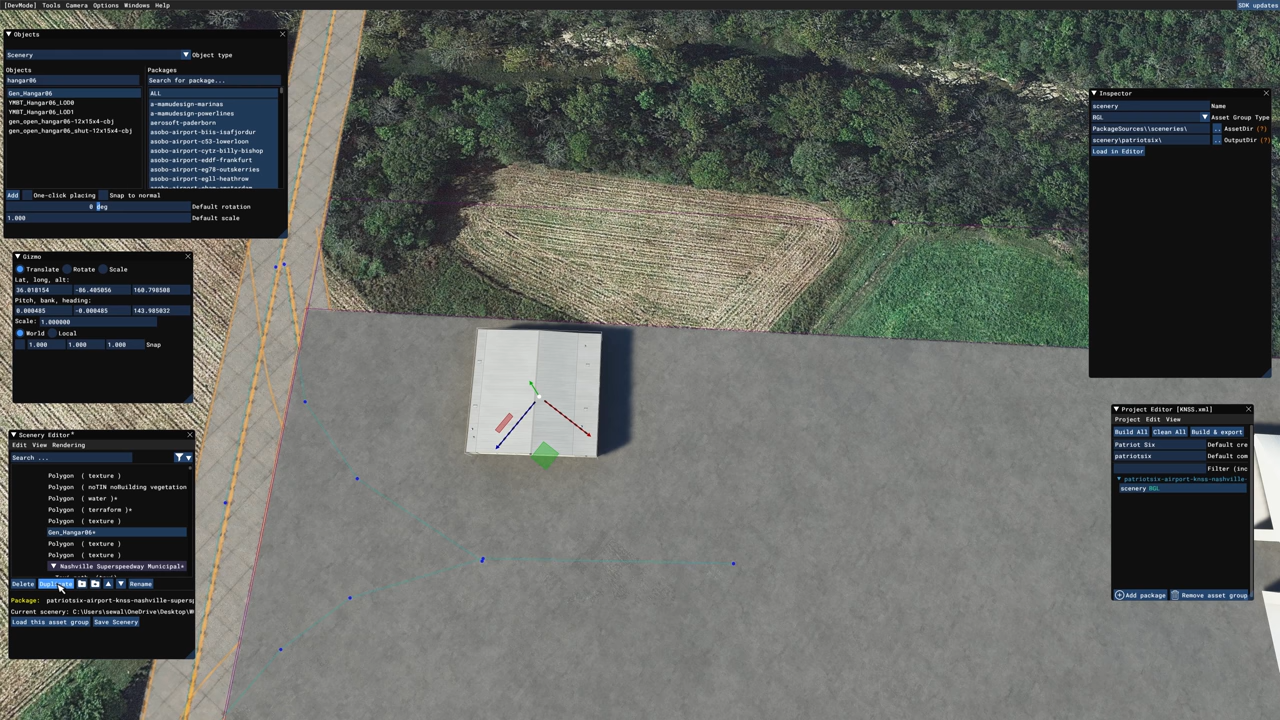 [DevMode] Tools Camera Options Windows Help
SDK updates
Objects
Scenery
Object type
Objects
Packages
hangar06
Search for package...
Gen_Hangar06
YMBT_Hangar06_LOD0
YMBT_Hangar06_LOD1
gen_open_hangar06-12x15x4-cbj
gen_open_hangar06_shut-12x15x4-cbj
ALL
a-mamudesign-marinas
a-mamudesign-powerlines
aerosoft-paderborn
asobo-airport-biis-isafjordur
asobo-airport-c53-lowerloon
asobo-airport-cytz-billy-bishop
asobo-airport-eddf-frankfurt
asobo-airport-eg78-outskerries
asobo-airport-egll-heathrow
Add
One-click placing
Snap to normal
0 deg
Default rotation
1.000
Default scale
Gizmo
Translate
Rotate
Scale
Lat, long, alt:
36.018154
-86.405056
160.798508
Pitch, bank, heading:
0.000485
-0.000485
143.985032
Scale:
1.000000
World
Local
1.000
1.000
1.000
Snap
Scenery Editor*
Edit View Rendering
Search ...
Polygon ( texture )
Polygon ( noTIN noBuilding vegetation
Polygon ( water )*
Polygon ( terraform )*
Polygon ( texture )
Gen_Hangar06*
Polygon ( texture )
Polygon ( texture )
Nashville Superspeedway Municipal*
Delete
Rename
Package: patriotsix-airport-knss-nashville-supersp
Current scenery: C:\Users\sewal\OneDrive\Desktop\W
Load this asset group
Save Scenery
Inspector
scenery
Name
BGL
Asset Group Type
PackageSources\\sceneries\
..
AssetDir (?)
scenery\patriotsix\
..
OutputDir (?)
Load in Editor
Project Editor [KNSS.xml]
Project Edit View
Build All
Clean All
Build & export
Patriot Six
Default cre
patriotsix
Default com
Filter (inc
patriotsix-airport-knss-nashville-
scenery BGL
Add package
Remove asset group